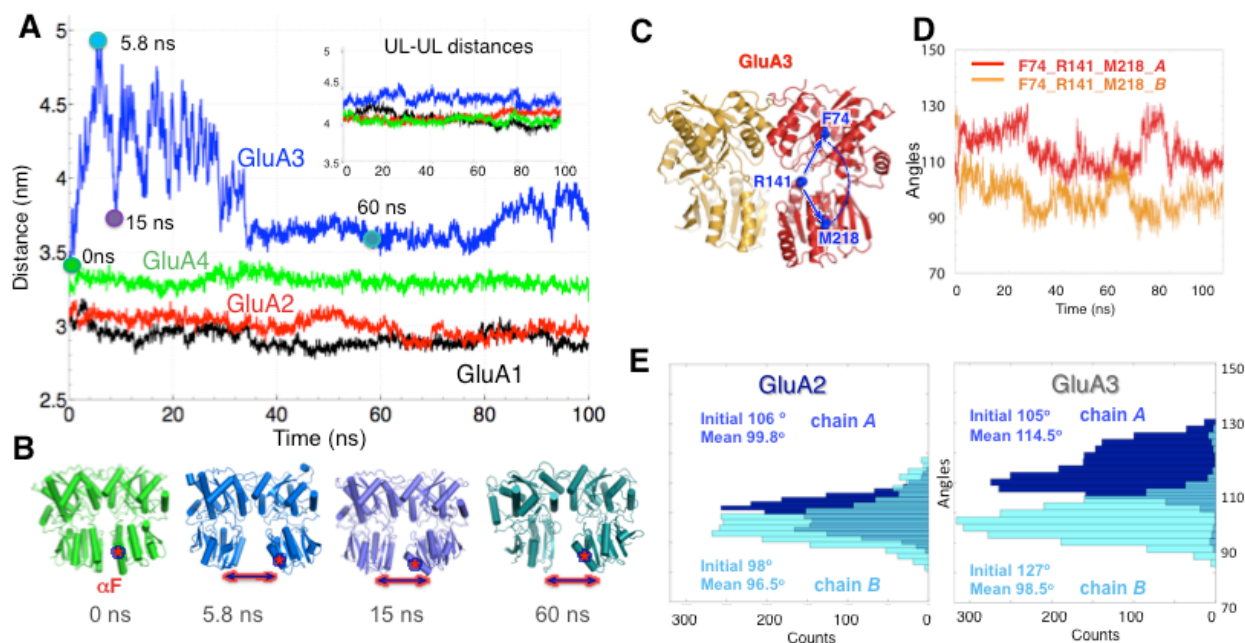 A
5.8 ns
UL-UL distances
5
4.5
4
3.5
0 20 40 60 80 100
Distance (nm)
5
4.5
4
3.5
3
2.5
GluA3
15 ns
60 ns
0ns
GluA4
GluA2
GluA1
0 20 40 60 80 100
Time (ns)
B
αF
0 ns 5.8 ns 15 ns 60 ns
C
GluA3
F74
R141
M218
D
150
130
110
90
70
Angles
F74_R141_M218_A
F74_R141_M218_B
0 20 40 60 80 100
Time (ns)
E
GluA2
Initial 106 °
Mean 99.8°
chain A
Initial 98°
Mean 96.5°
chain B
300 200 100 0
Counts
GluA3
Initial 105°
Mean 114.5°
chain A
Initial 127°
Mean 98.5°
chain B
300 200 100 0
Counts
150
130
110
90
70
Angles